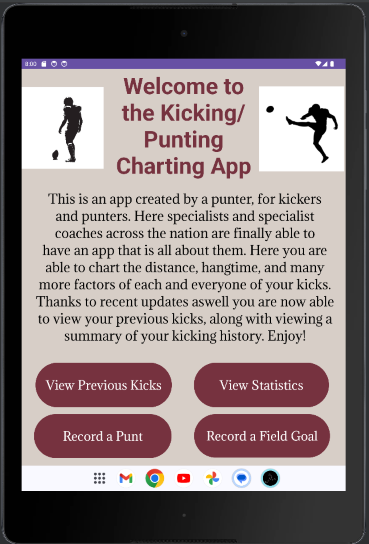 8:00
Welcome to
the Kicking/
Punting
Charting App
This is an app created by a punter, for kickers
and punters. Here specialists and specialist
coaches across the nation are finally able to
have an app that is all about them. Here you are
able to chart the distance, hangtime, and many
more factors of each and everyone of your kicks.
Thanks to recent updates aswell you are now able
to view your previous kicks, along with viewing a
summary of your kicking history. Enjoy!
View Previous Kicks
View Statistics
Record a Punt
Record a Field Goal